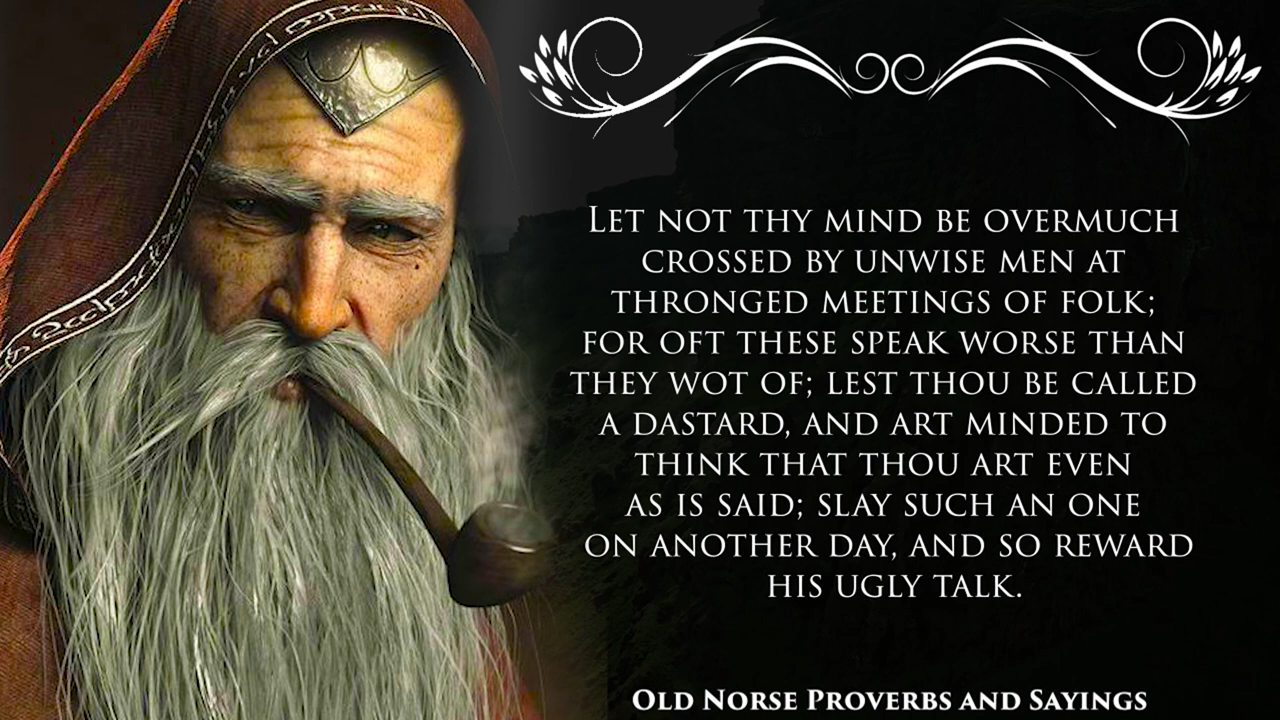 Let not thy mind be overmuch
crossed by unwise men at
thronged meetings of folk;
for oft these speak worse than
they wot of; lest thou be called
a dastard, and art minded to
think that thou art even
as is said; slay such an one
on another day, and so reward
his ugly talk.
Old Norse Proverbs and Sayings